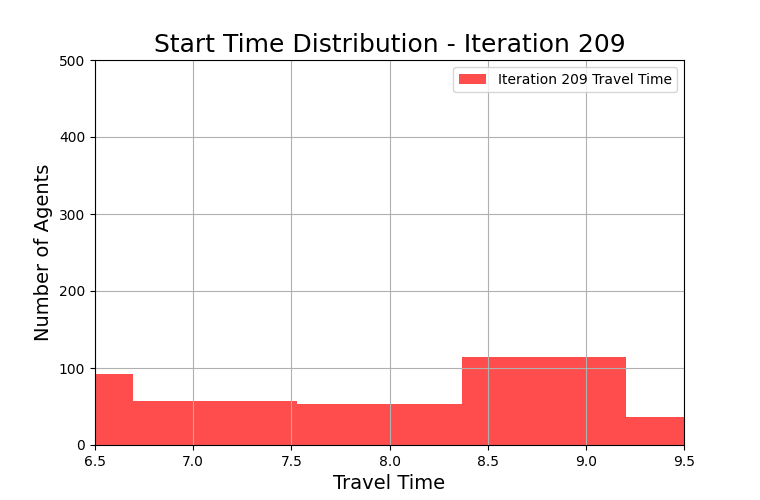 Start Time Distribution - Iteration 209
Iteration 209 Travel Time
Number of Agents
500
400
300
200
100
0
6.5 7.0 7.5 8.0 8.5 9.0 9.5
Travel Time